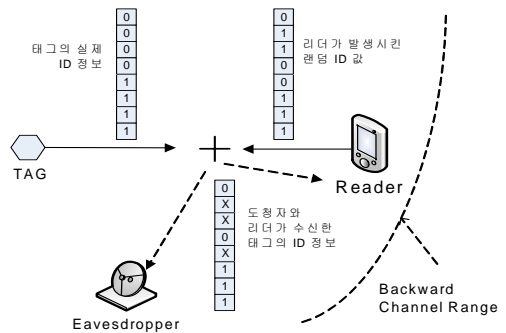 0
0
0
0
1
1
1
1
태그의 실제
ID 정보
0
1
1
0
0
1
1
1
리더가 발생시킨
랜덤 ID 값
TAG
Reader
0
X
X
0
X
1
1
1
도청자와
리더가 수신한
태그의 ID 정보
Eavesdropper
Backward
Channel Range